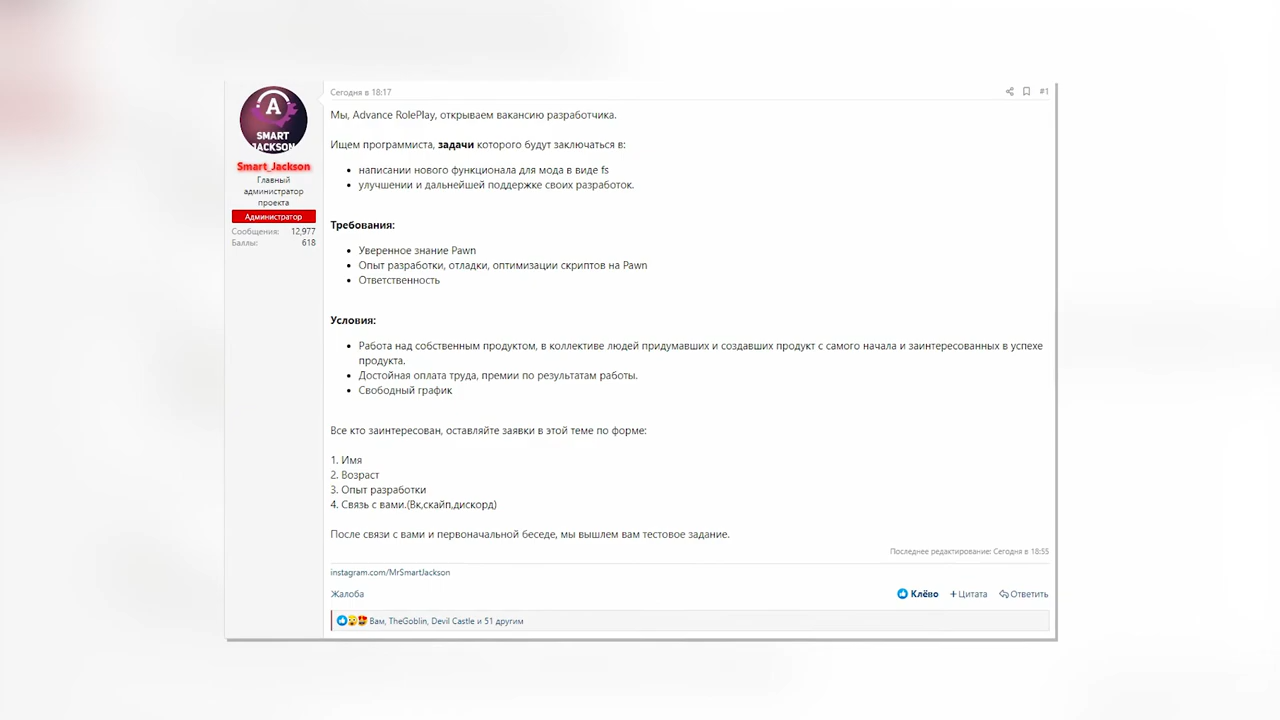 Сегодня в 18:17
#1
A
SMART
JACKSON
Smart_Jackson
Главный
администратор
проекта
Администратор
Сообщения: 12,977
Баллы: 618
Мы, Advance RolePlay, открываем вакансию разработчика.
Ищем программиста, задачи которого будут заключаться в:
написании нового функционала для мода в виде fs
улучшении и дальнейшей поддержке своих разработок.
Требования:
Уверенное знание Pawn
Опыт разработки, отладки, оптимизации скриптов на Pawn
Ответственность
Условия:
Работа над собственным продуктом, в коллективе людей придумавших и создавших продукт с самого начала и заинтересованных в успехе
продукта.
Достойная оплата труда, премии по результатам работы.
Свободный график
Все кто заинтересован, оставляйте заявки в этой теме по форме:
1. Имя
2. Возраст
3. Опыт разработки
4. Связь с вами.(Вк,скайп,дискорд)
После связи с вами и первоначальной беседе, мы вышлем вам тестовое задание.
Последнее редактирование: Сегодня в 18:55
instagram.com/MrSmartJackson
Жалоба
Клёво
+ Цитата
Ответить
Вам, TheGoblin, Devil Castle и 51 другим